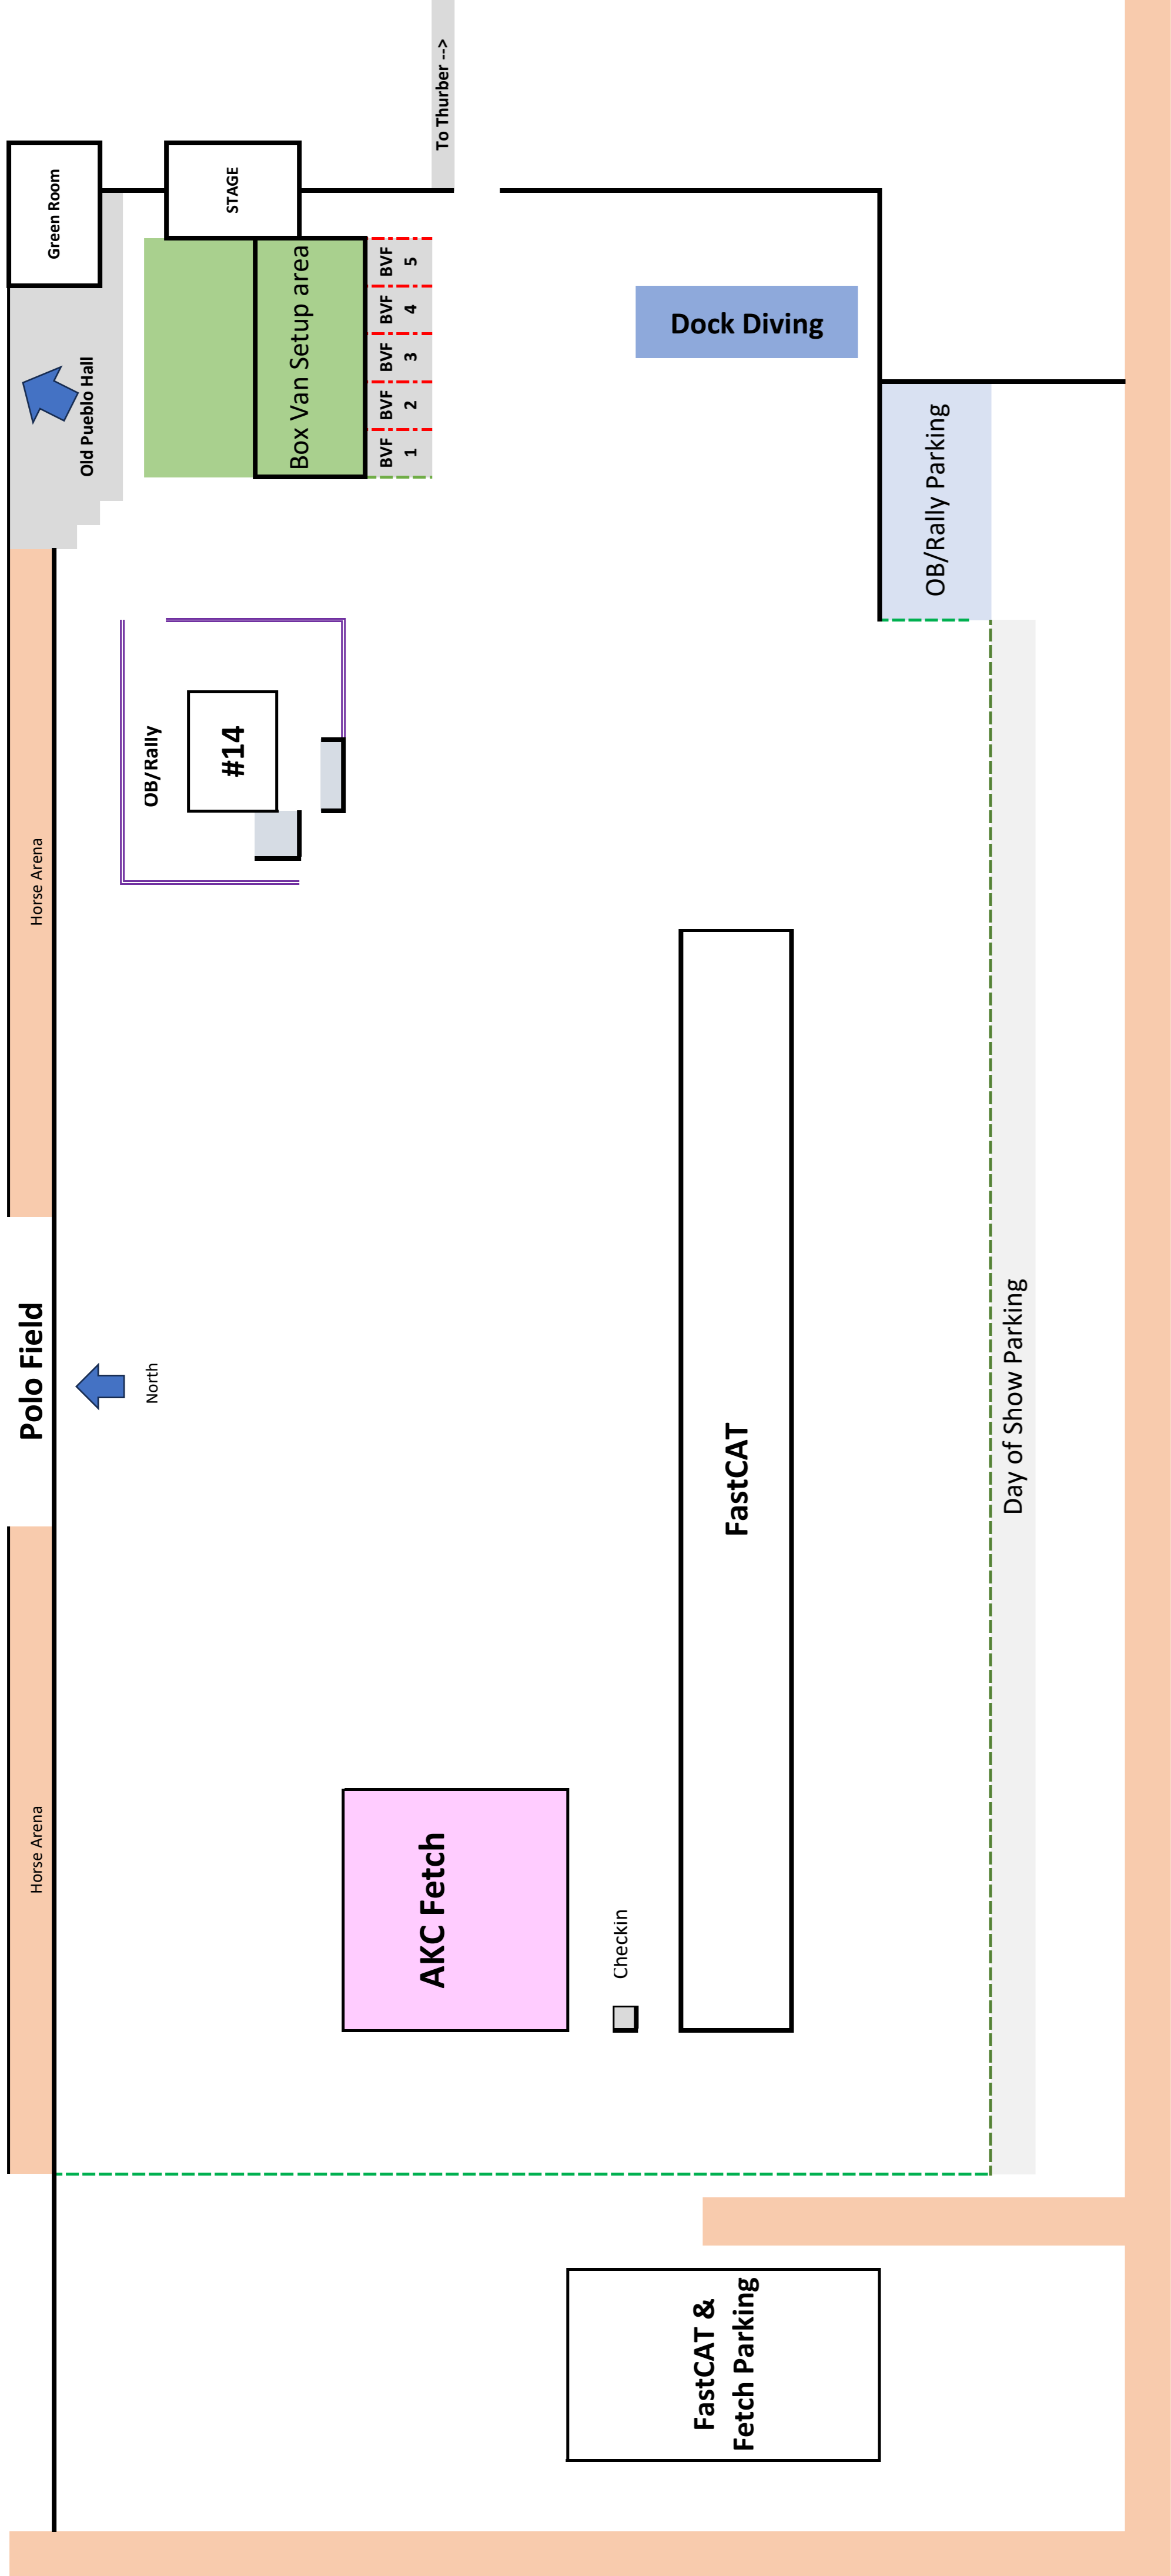 Polo Field
North
Horse Arena
Horse Arena
Old Pueblo Hall
Green Room
STAGE
Box Van Setup area
BVF
1
BVF
2
BVF
3
BVF
4
BVF
5
To Thurber -->
OB/Rally
#14
AKC Fetch
Checkin
FastCAT
Dock Diving
OB/Rally Parking
Day of Show Parking
FastCAT &
Fetch Parking